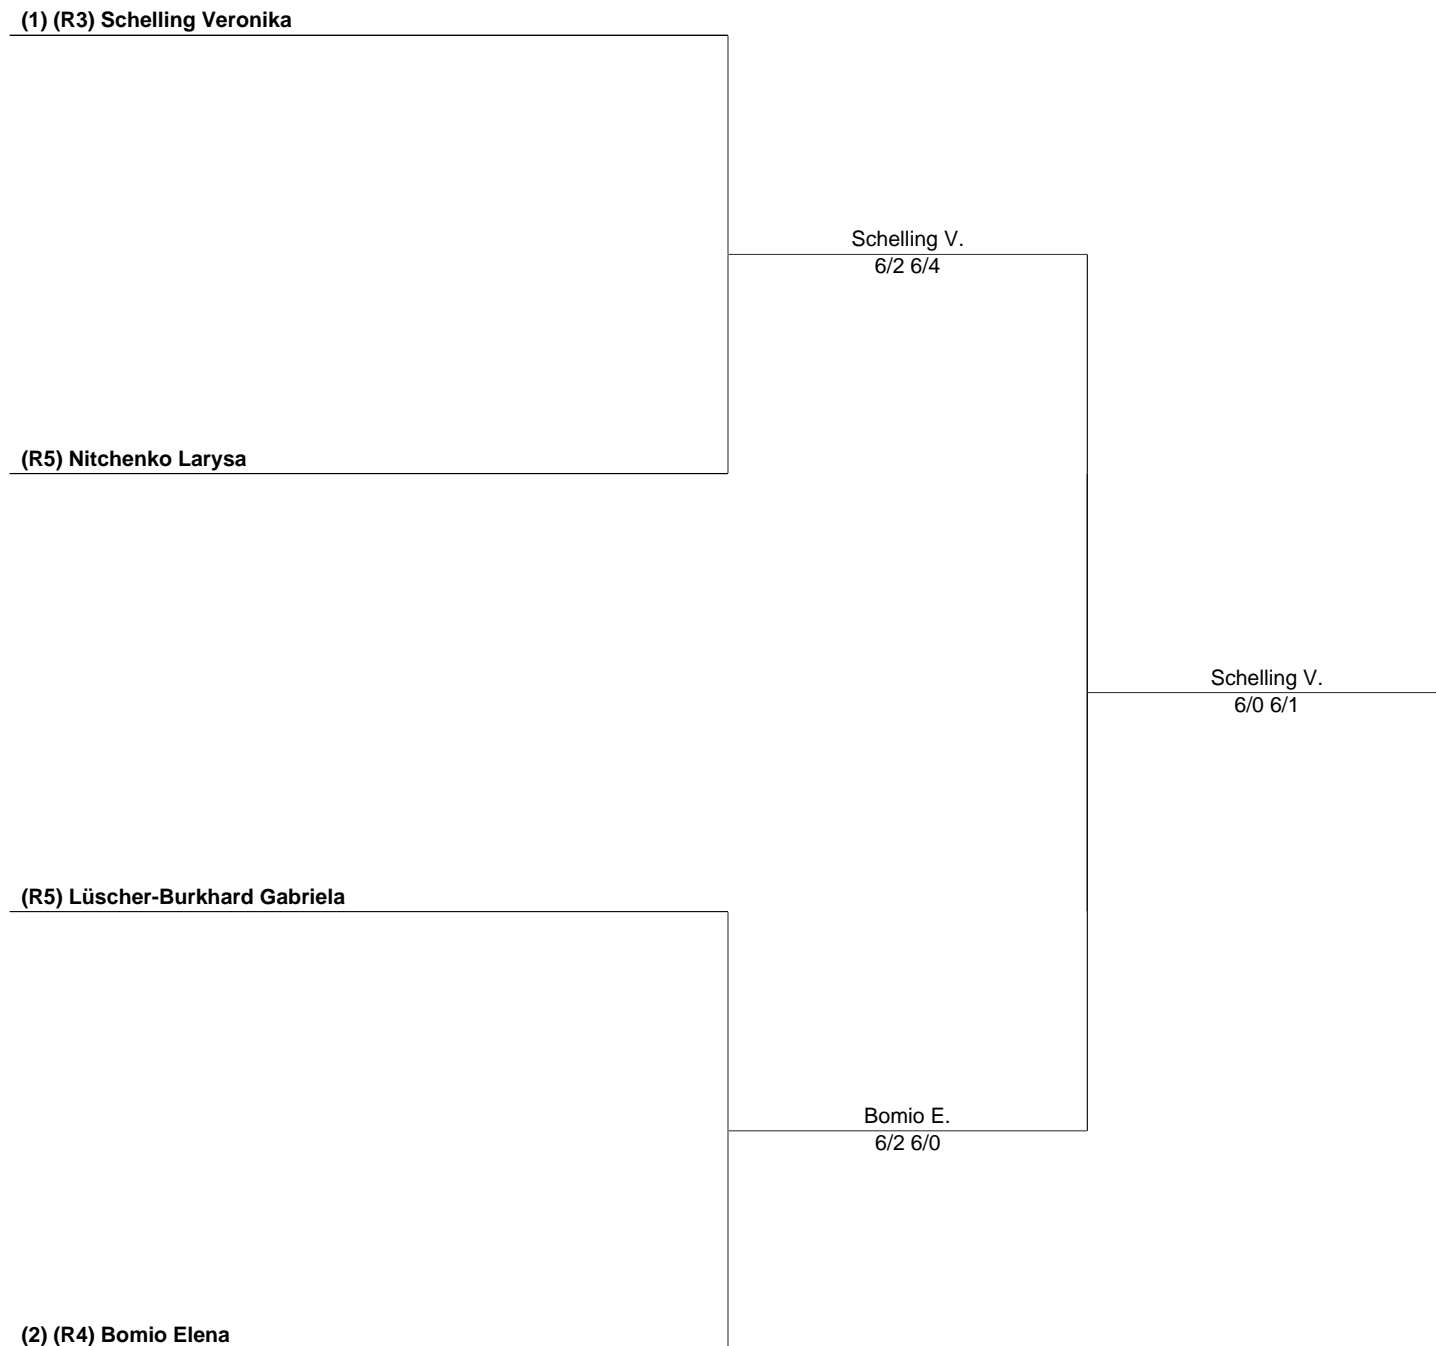 (1) (R3) Schelling Veronika
Schelling V.
6/2 6/4
(R5) Nitchenko Larysa
Schelling V.
6/0 6/1
(R5) Lüscher-Burkhard Gabriela
Bomio E.
6/2 6/0
(2) (R4) Bomio Elena